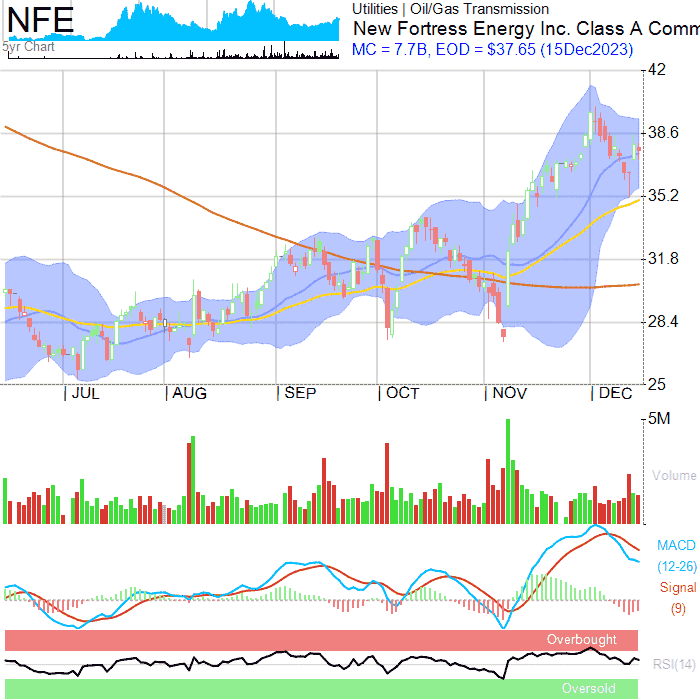 NFE
Utilities | Oil/Gas Transmission
New Fortress Energy Inc. Class A Comm
5yr Chart
MC = 7.7B, EOD = $37.65 (15Dec2023)
42
38.6
35.2
31.8
28.4
25
JUL AUG SEP OCT NOV DEC
5M
Volume
MACD
(12-26)
Signal
(9)
Overbought
RSI(14)
Oversold